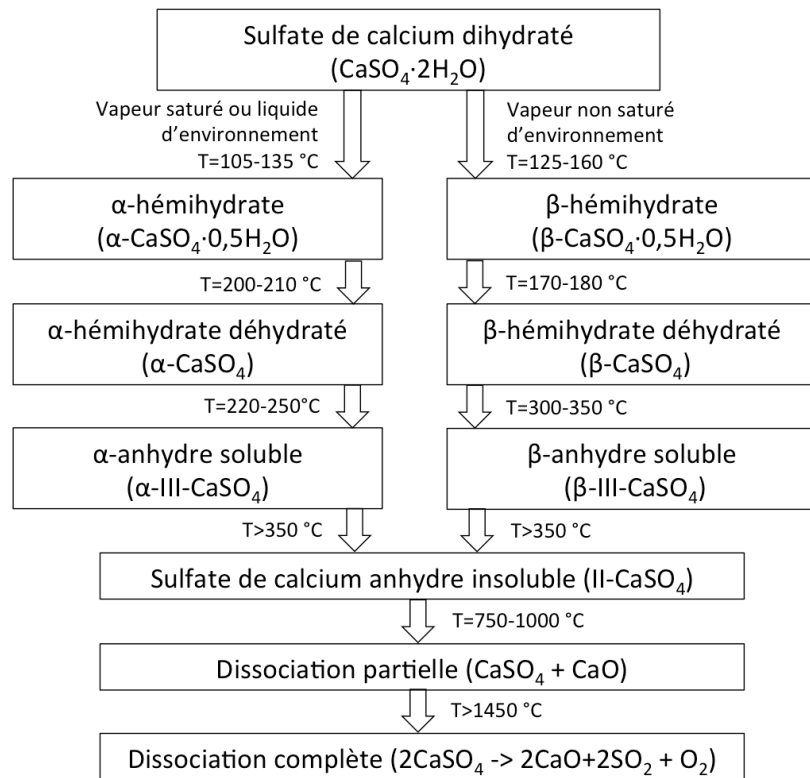 Sulfate de calcium dihydraté
(CaSO₄·2H₂O)
Vapeur saturé ou liquide
d’environnement
T=105-135 °C
Vapeur non saturé
d’environnement
T=125-160 °C
α-hémihydrate
(α-CaSO₄·0,5H₂O)
β-hémihydrate
(β-CaSO₄·0,5H₂O)
T=200-210 °C
T=170-180 °C
α-hémihydrate déhydraté
(α-CaSO₄)
β-hémihydrate déhydraté
(β-CaSO₄)
T=220-250°C
T=300-350 °C
α-anhydre soluble
(α-III-CaSO₄)
β-anhydre soluble
(β-III-CaSO₄)
T>350 °C
T>350 °C
Sulfate de calcium anhydre insoluble (II-CaSO₄)
T=750-1000 °C
Dissociation partielle (CaSO₄ + CaO)
T>1450 °C
Dissociation complète (2CaSO₄ -> 2CaO+2SO₂ + O₂)